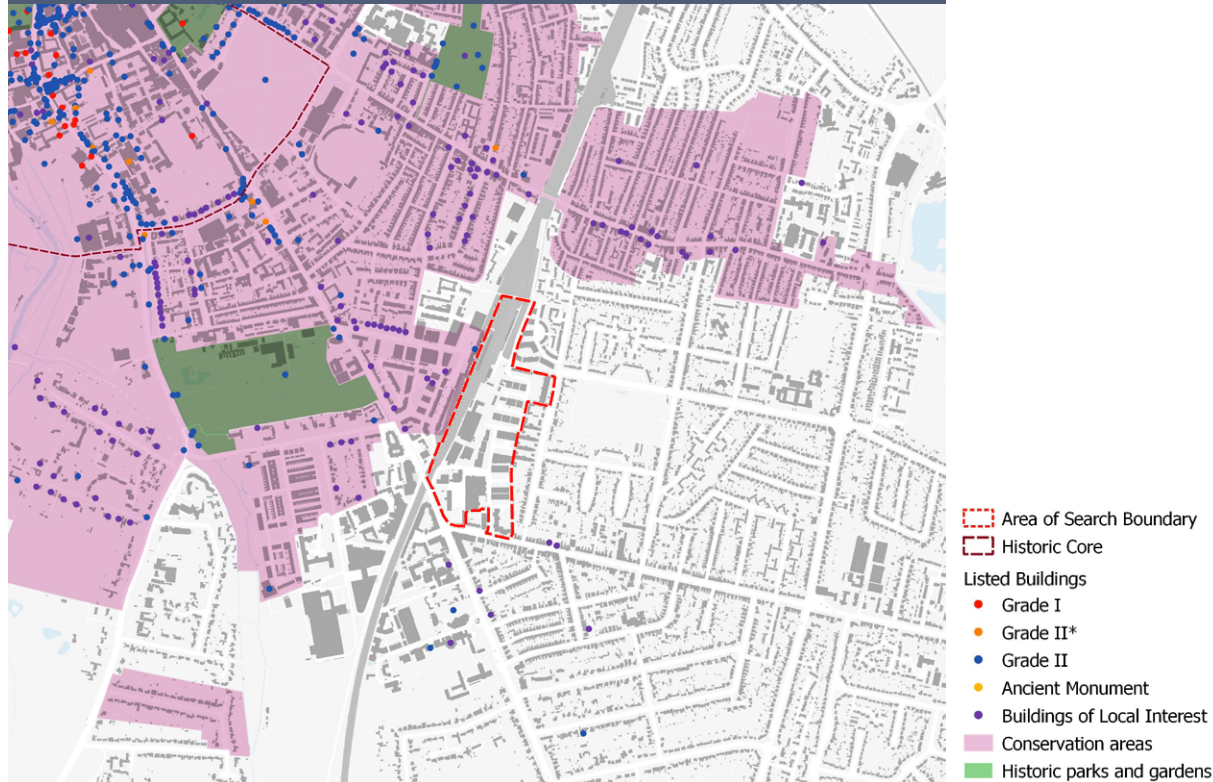 Area of Search Boundary
Historic Core
Listed Buildings
Grade I
Grade II*
Grade II
Ancient Monument
Buildings of Local Interest
Conservation areas
Historic parks and gardens